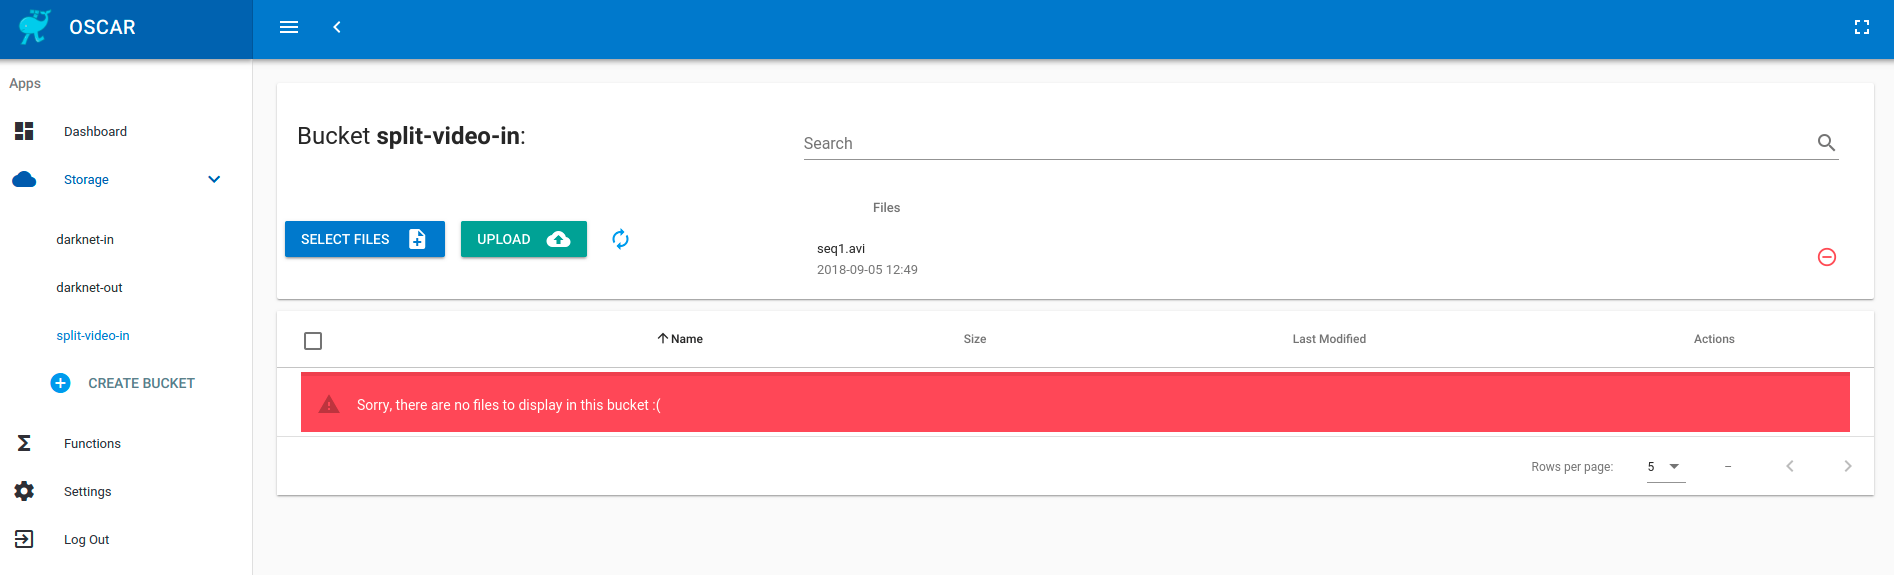 OSCAR
Apps
Dashboard
Storage
darknet-in
darknet-out
split-video-in
CREATE BUCKET
Functions
Settings
Log Out
Bucket split-video-in:
Search
SELECT FILES
UPLOAD
Files
seq1.avi
2018-09-05 12:49
Name Size Last Modified Actions
Sorry, there are no files to display in this bucket :(
Rows per page: 5 –